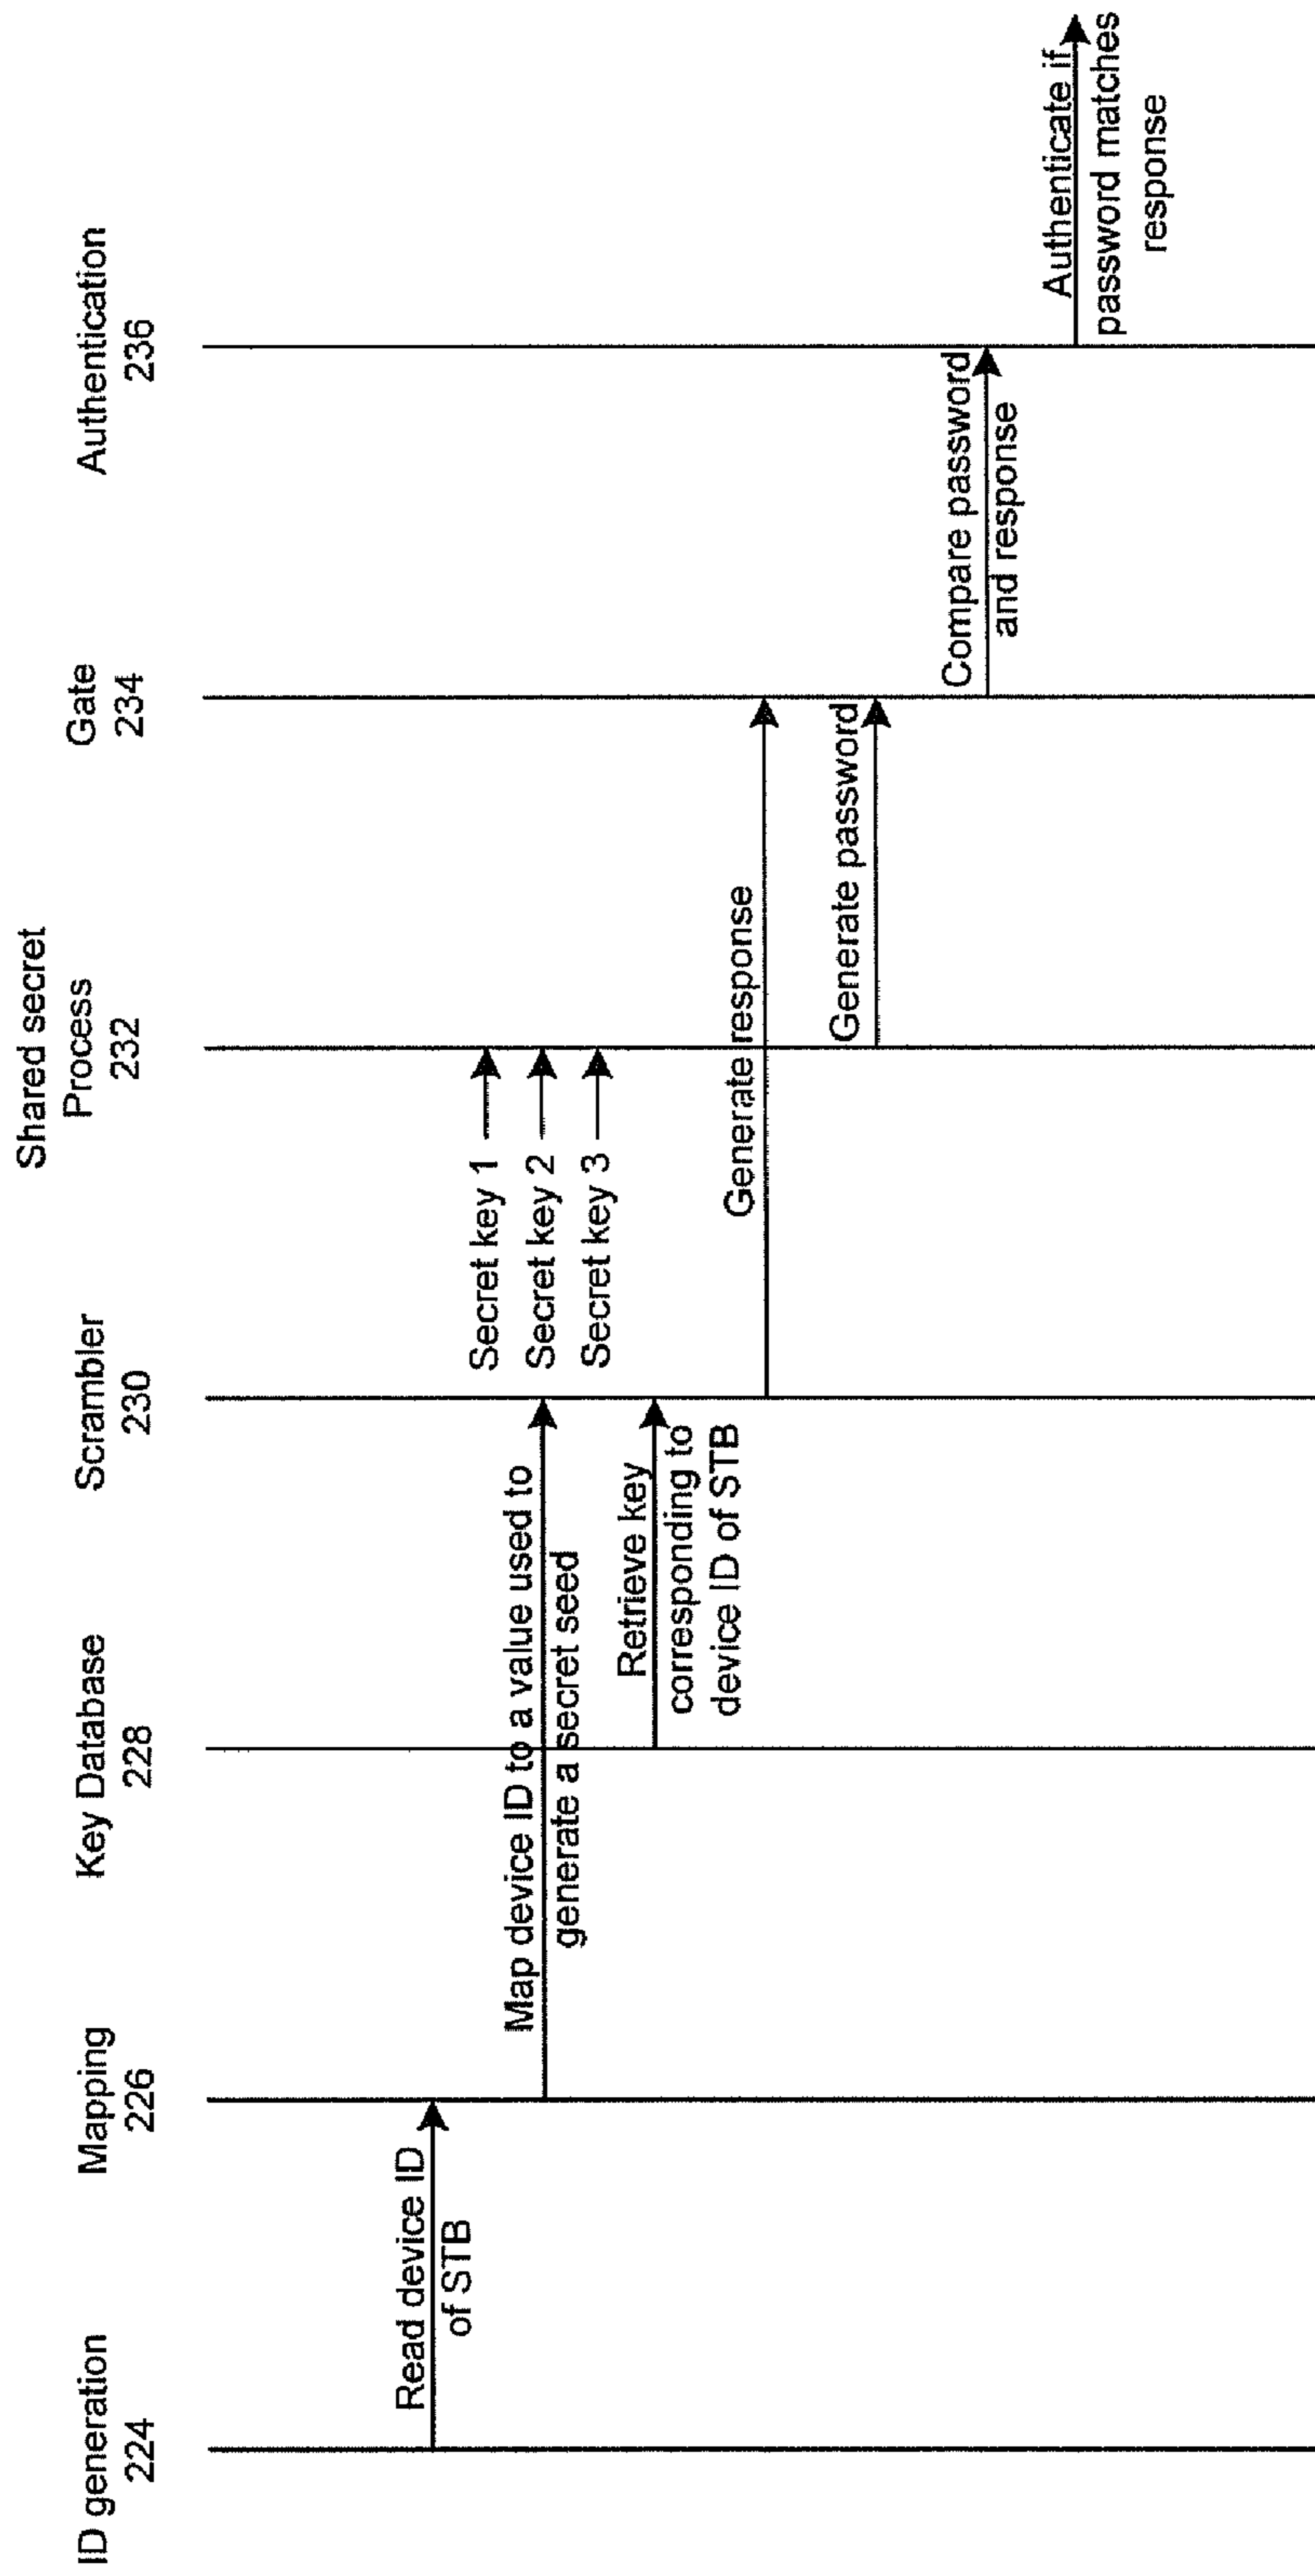 ID generation
224
Mapping
226
Key Database
228
Scrambler
230
Shared secret
Process
232
Gate
234
Authentication
236
Read device ID
of STB
Map device ID to a value used to
generate a secret seed
Secret key 1
Secret key 2
Secret key 3
Retrieve key
corresponding to
device ID of STB
Generate response
Generate password
Compare password
and response
Authenticate if
password matches
response